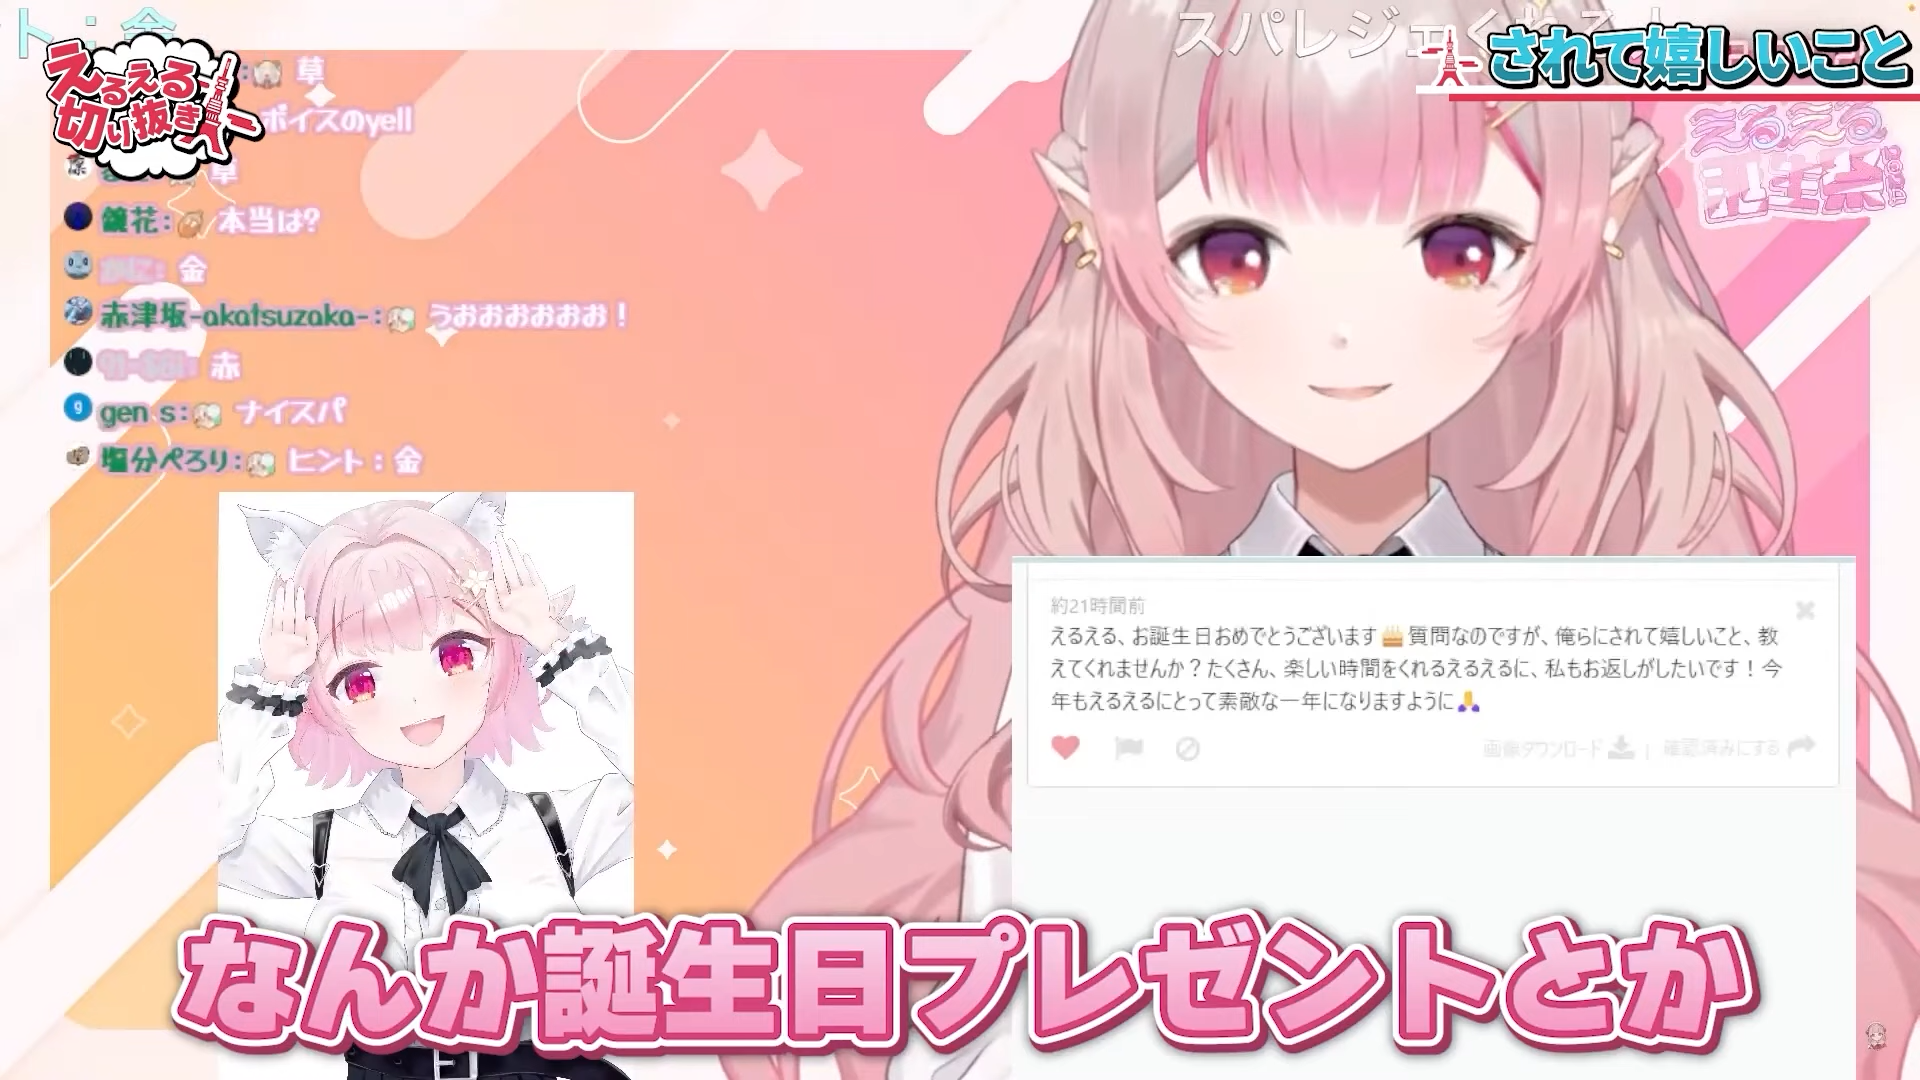 ト：金
スパレジェくれる人
されて嬉しいこと
えるえる
切り抜き
草
ボイスのyell
草
えるえる
誕生祭
鏡花: 本当は?
かに: 金
赤津坂-akatsuzaka-: うおおおおおお！
赤
gen s: ナイスパ
塩分ぺろり: ヒント：金
約21時間前
えるえる、お誕生日おめでとうございます🎂質問なのですが、俺らにされて嬉しいこと、教
えてくれませんか？たくさん、楽しい時間をくれるえるえるに、私もお返しがしたいです！今
年もえるえるにとって素敵な一年になりますように🙏
画像ダウンロード | 確認済みにする
なんか誕生日プレゼントとか